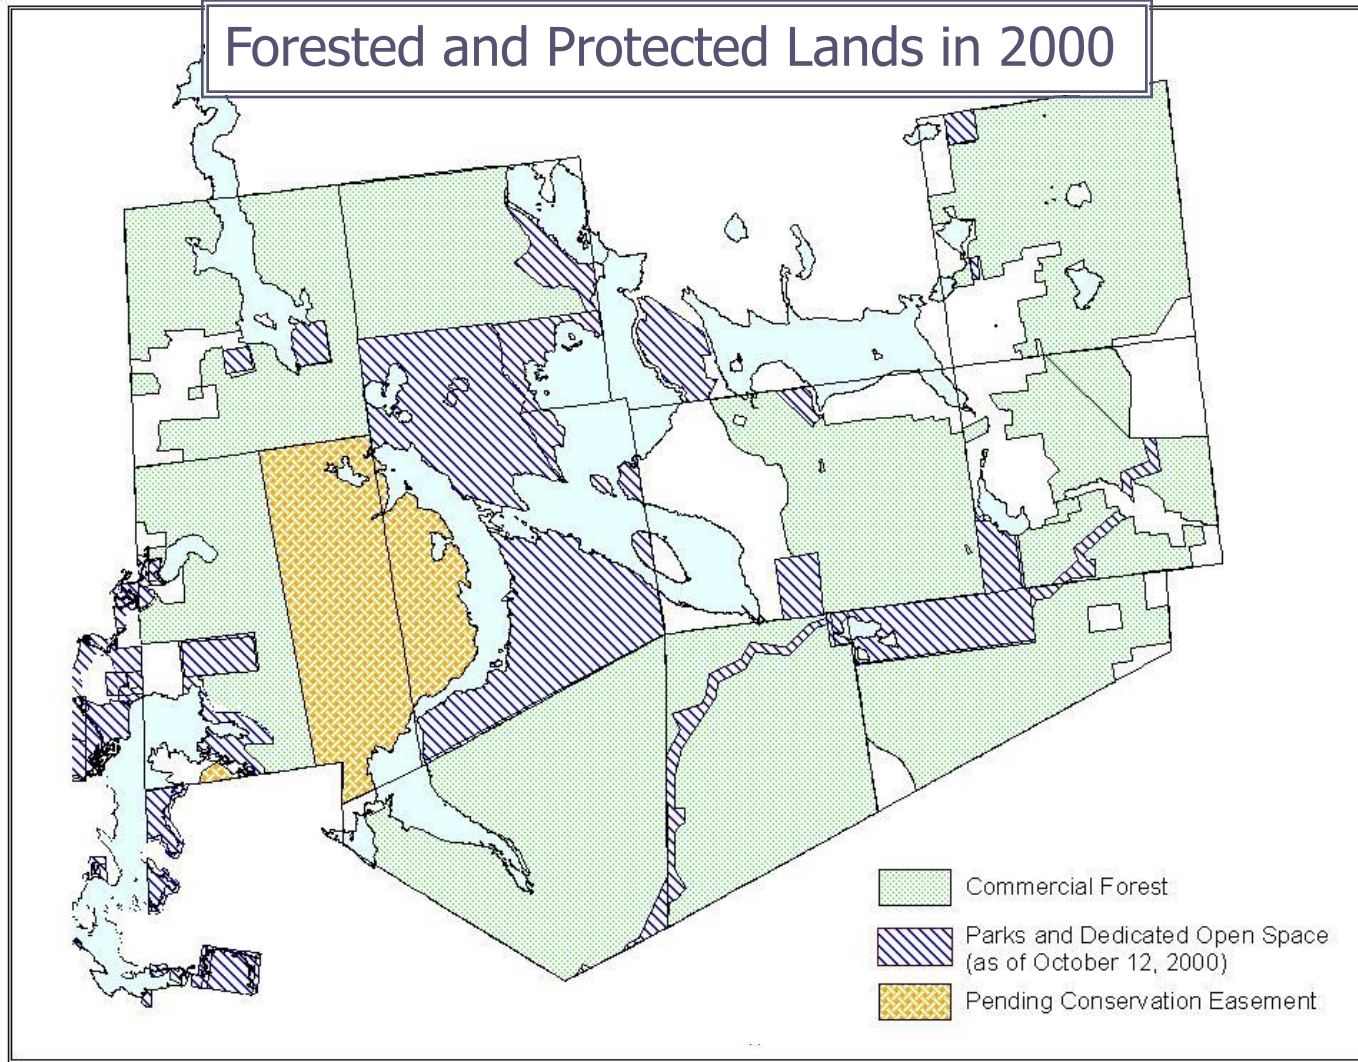 Forested and Protected Lands in 2000
Commercial Forest
Parks and Dedicated Open Space
(as of October 12, 2000)
Pending Conservation Easement